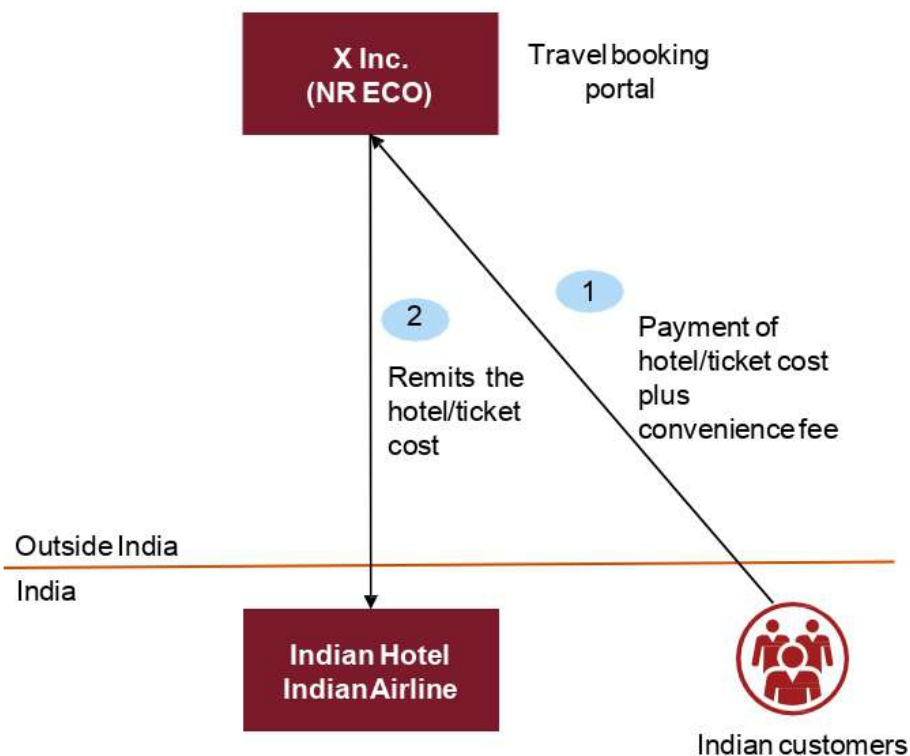 X Inc.
(NR ECO)
Travel booking
portal
1
Payment of
hotel/ticket cost
plus
convenience fee
2
Remits the
hotel/ticket
cost
Outside India
India
Indian Hotel
Indian Airline
Indian customers